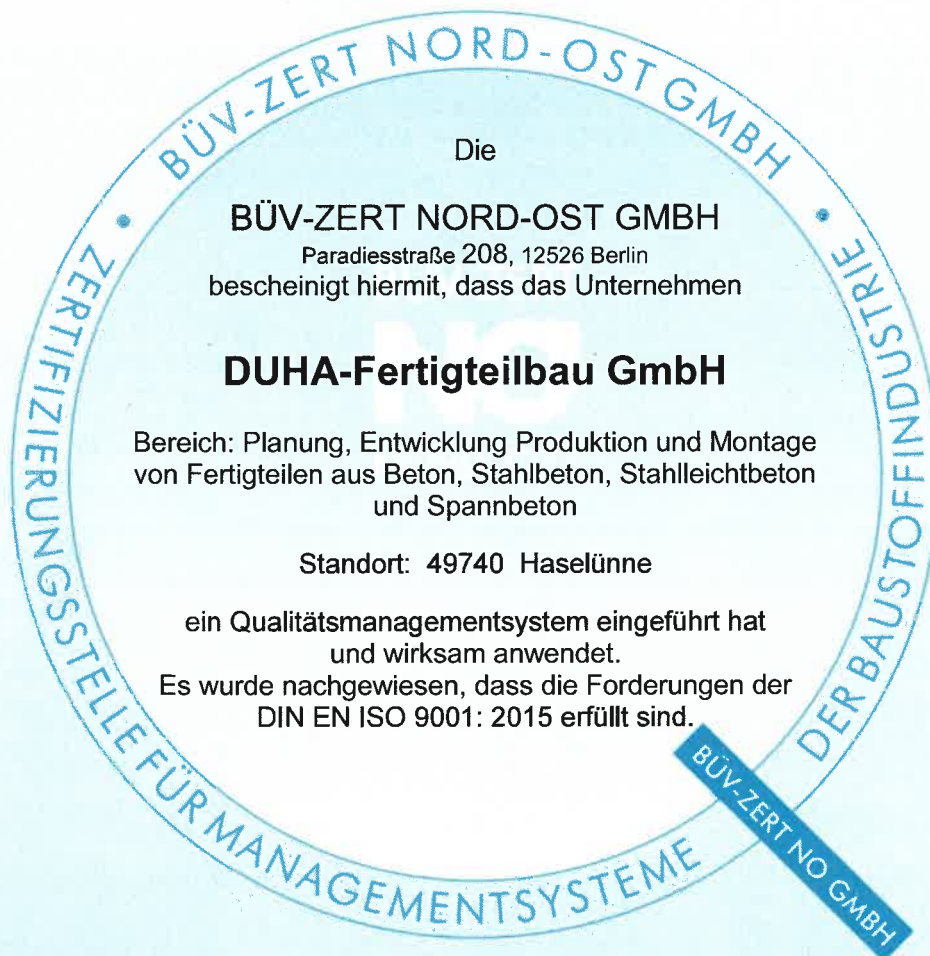 BÜV-ZERT NORD-OST GMBH
Die
BÜV-ZERT NORD-OST GMBH
Paradiesstraße 208, 12526 Berlin
bescheinigt hiermit, dass das Unternehmen
NO
DUHA-Fertigteilbau GmbH
Bereich: Planung, Entwicklung Produktion und Montage
von Fertigteilen aus Beton, Stahlbeton, Stahlleichtbeton
und Spannbeton
Standort: 49740 Haselünne
ein Qualitätsmanagementsystem eingeführt hat
und wirksam anwendet.
Es wurde nachgewiesen, dass die Forderungen der
DIN EN ISO 9001: 2015 erfüllt sind.
ZERTIFIZIERUNGSSTELLE FÜR MANAGEMENTSYSTEME
DER BAUSTOFFINDUSTRIE
BÜV-ZERT NO GMBH